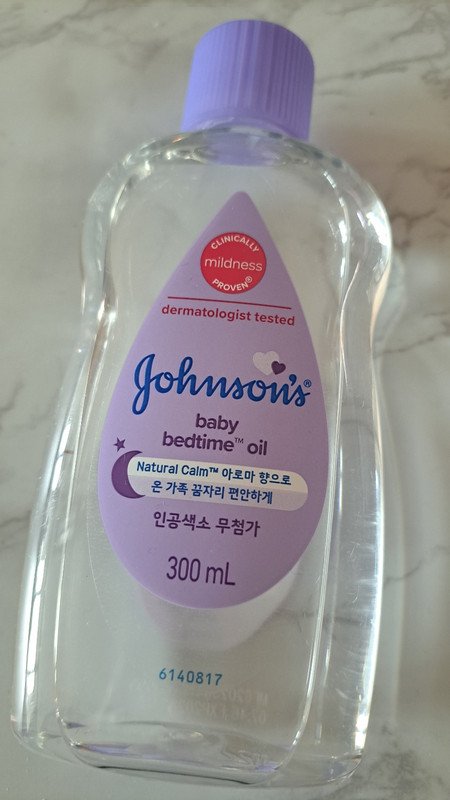 CLINICALLY
mildness
PROVEN®
dermatologist tested
Johnson's®
baby
bedtime™ oil
Natural Calm™ 아로마 향으로
온 가족 꿈자리 편안하게
인공색소 무첨가
300 mL
6140817